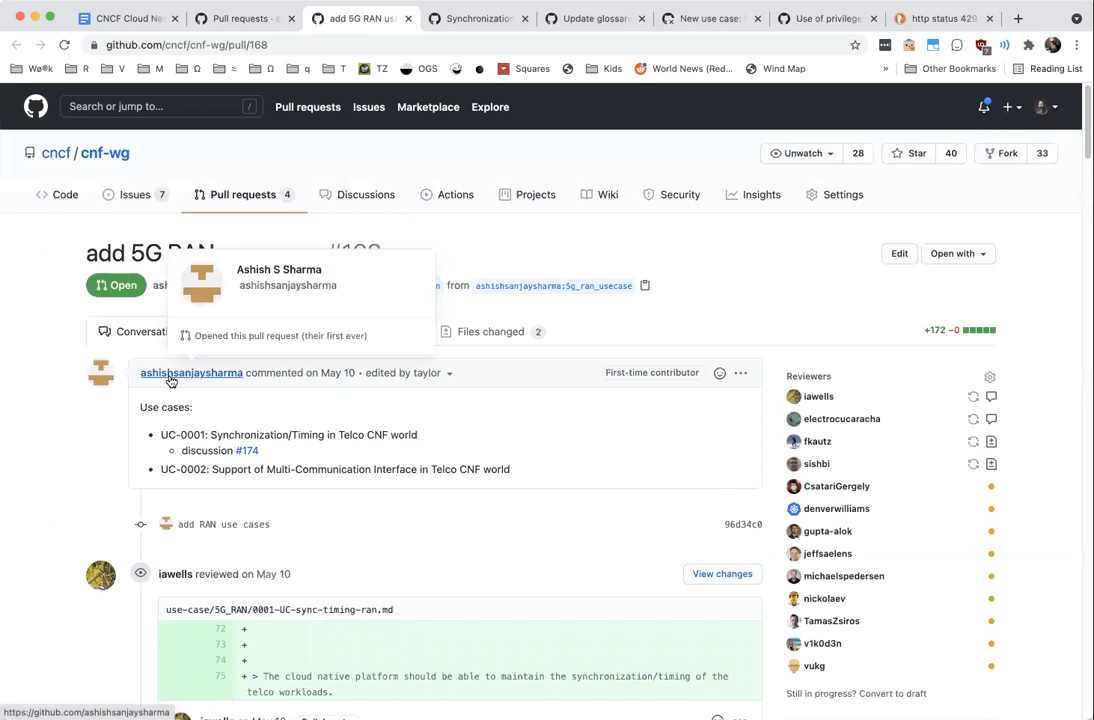 CNCF Cloud Nat
Pull requests · c
add 5G RAN us
Synchronization
Update glossar
New use case:
Use of privilege
http status 429
github.com/cncf/cnf-wg/pull/168
Wø®k
R
V
M
Ω
≈
Ω
q
T
TZ
OGS
Squares
Kids
World News (Red...
Wind Map
»
Other Bookmarks
Reading List
Search or jump to...
/
Pull requests
Issues
Marketplace
Explore
cncf / cnf-wg
Unwatch
28
Star
40
Fork
33
Code
Issues 7
Pull requests 4
Discussions
Actions
Projects
Wiki
Security
Insights
Settings
add 5G RAN
#168
Edit
Open with
Ashish S Sharma
ashishsanjaysharma
Open
from ashishsanjaysharma:5g_ran_usecase
Opened this pull request (their first ever)
Conversati
Files changed 2
+172 −0
ashishsanjaysharma commented on May 10 • edited by taylor
First-time contributor
Use cases:
• UC-0001: Synchronization/Timing in Telco CNF world
discussion #174
• UC-0002: Support of Multi-Communication Interface in Telco CNF world
add RAN use cases
96d34c0
iawells reviewed on May 10
View changes
use-case/5G_RAN/0001-UC-sync-timing-ran.md
72 +
73 +
74 +
75 + > The cloud native platform should be able to maintain the synchronization/timing of the
telco workloads.
Reviewers
iawells
electrocucaracha
fkautz
sishbi
CsatariGergely
denverwilliams
gupta-alok
jeffsaelens
michaelspedersen
nickolaev
TamasZsiros
v1k0d3n
vukg
Still in progress? Convert to draft
https://github.com/ashishsanjaysharma